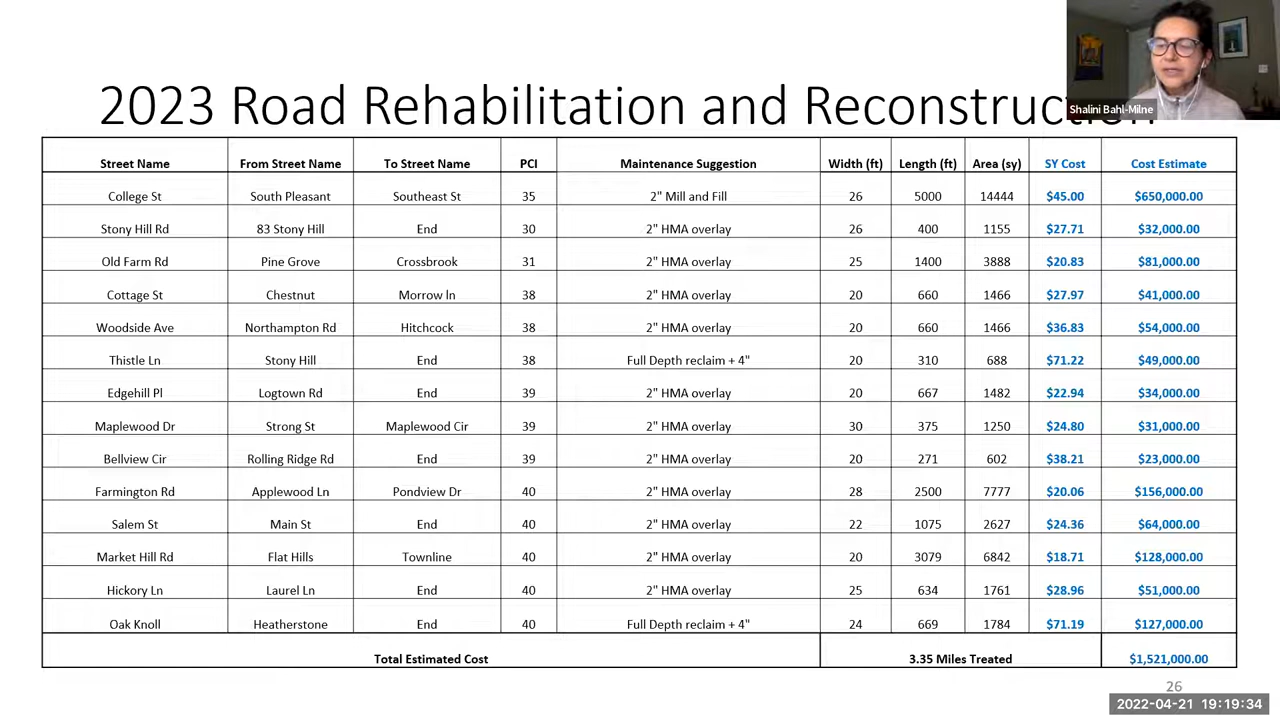 2023 Road Rehabilitation and Reconstruction
Shalini Bahl-Milne
Street Name From Street Name To Street Name PCI Maintenance Suggestion Width (ft) Length (ft) Area (sy) SY Cost Cost Estimate
College St South Pleasant Southeast St 35 2" Mill and Fill 26 5000 14444 $45.00 $650,000.00
Stony Hill Rd 83 Stony Hill End 30 2" HMA overlay 26 400 1155 $27.71 $32,000.00
Old Farm Rd Pine Grove Crossbrook 31 2" HMA overlay 25 1400 3888 $20.83 $81,000.00
Cottage St Chestnut Morrow ln 38 2" HMA overlay 20 660 1466 $27.97 $41,000.00
Woodside Ave Northampton Rd Hitchcock 38 2" HMA overlay 20 660 1466 $36.83 $54,000.00
Thistle Ln Stony Hill End 38 Full Depth reclaim + 4" 20 310 688 $71.22 $49,000.00
Edgehill Pl Logtown Rd End 39 2" HMA overlay 20 667 1482 $22.94 $34,000.00
Maplewood Dr Strong St Maplewood Cir 39 2" HMA overlay 30 375 1250 $24.80 $31,000.00
Bellview Cir Rolling Ridge Rd End 39 2" HMA overlay 20 271 602 $38.21 $23,000.00
Farmington Rd Applewood Ln Pondview Dr 40 2" HMA overlay 28 2500 7777 $20.06 $156,000.00
Salem St Main St End 40 2" HMA overlay 22 1075 2627 $24.36 $64,000.00
Market Hill Rd Flat Hills Townline 40 2" HMA overlay 20 3079 6842 $18.71 $128,000.00
Hickory Ln Laurel Ln End 40 2" HMA overlay 25 634 1761 $28.96 $51,000.00
Oak Knoll Heatherstone End 40 Full Depth reclaim + 4" 24 669 1784 $71.19 $127,000.00
Total Estimated Cost 3.35 Miles Treated $1,521,000.00
26
2022-04-21 19:19:34